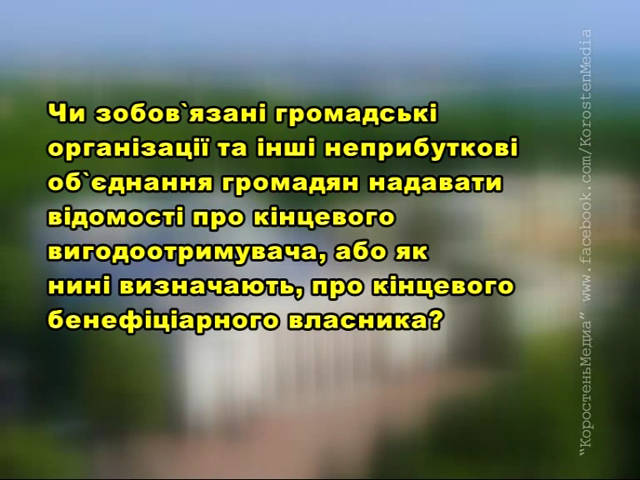 Чи зобов`язані громадські
організації та інші неприбуткові
об`єднання громадян надавати
відомості про кінцевого
вигодоотримувача, або як
нині визначають, про кінцевого
бенефіціарного власника?
“КоростеньМедиа” www.facebook.com/KorostenMedia